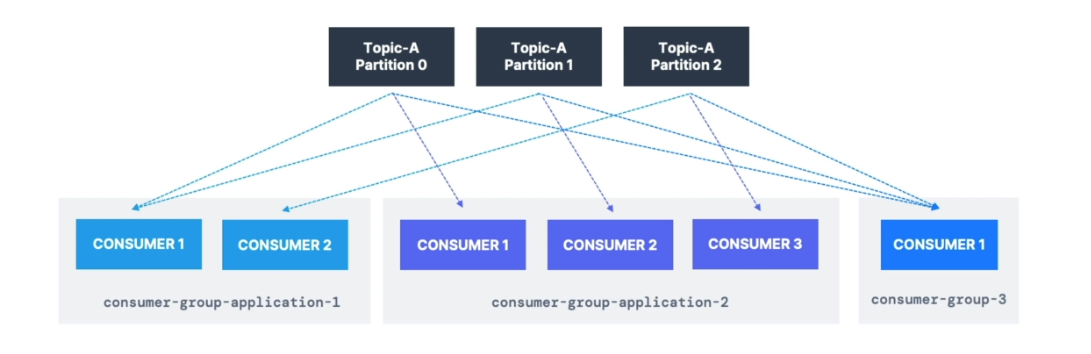 Topic-A
Partition 0
Topic-A
Partition 1
Topic-A
Partition 2
CONSUMER 1
CONSUMER 2
consumer-group-application-1
CONSUMER 1
CONSUMER 2
CONSUMER 3
consumer-group-application-2
CONSUMER 1
consumer-group-3